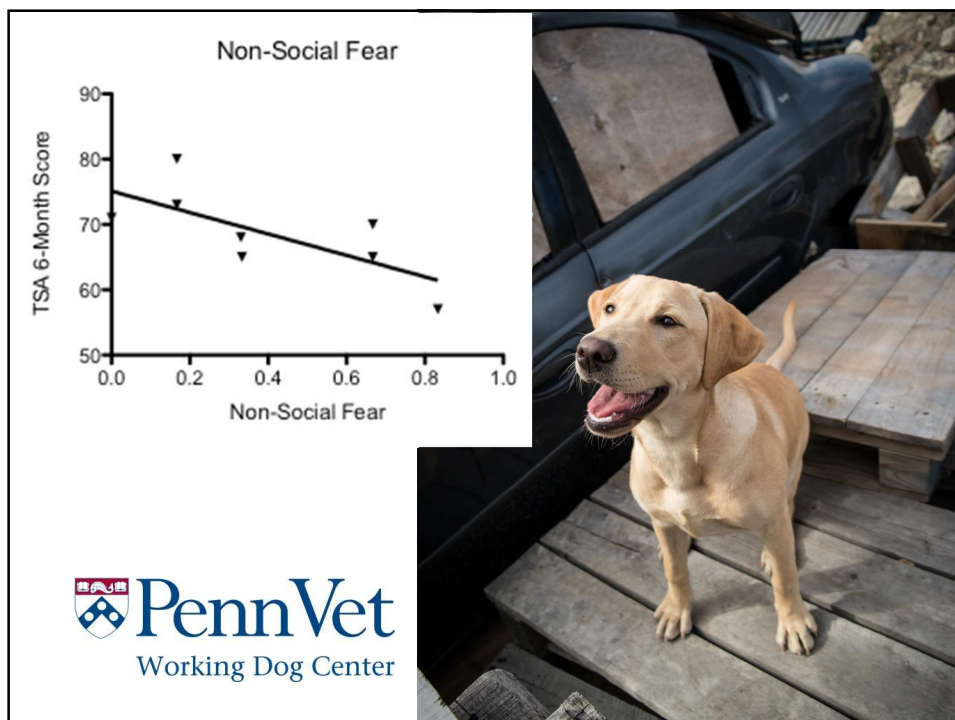 Non-Social Fear
TSA 6-Month Score
90
80
70
60
50
0.0 0.2 0.4 0.6 0.8 1.0
Non-Social Fear
PennVet
Working Dog Center